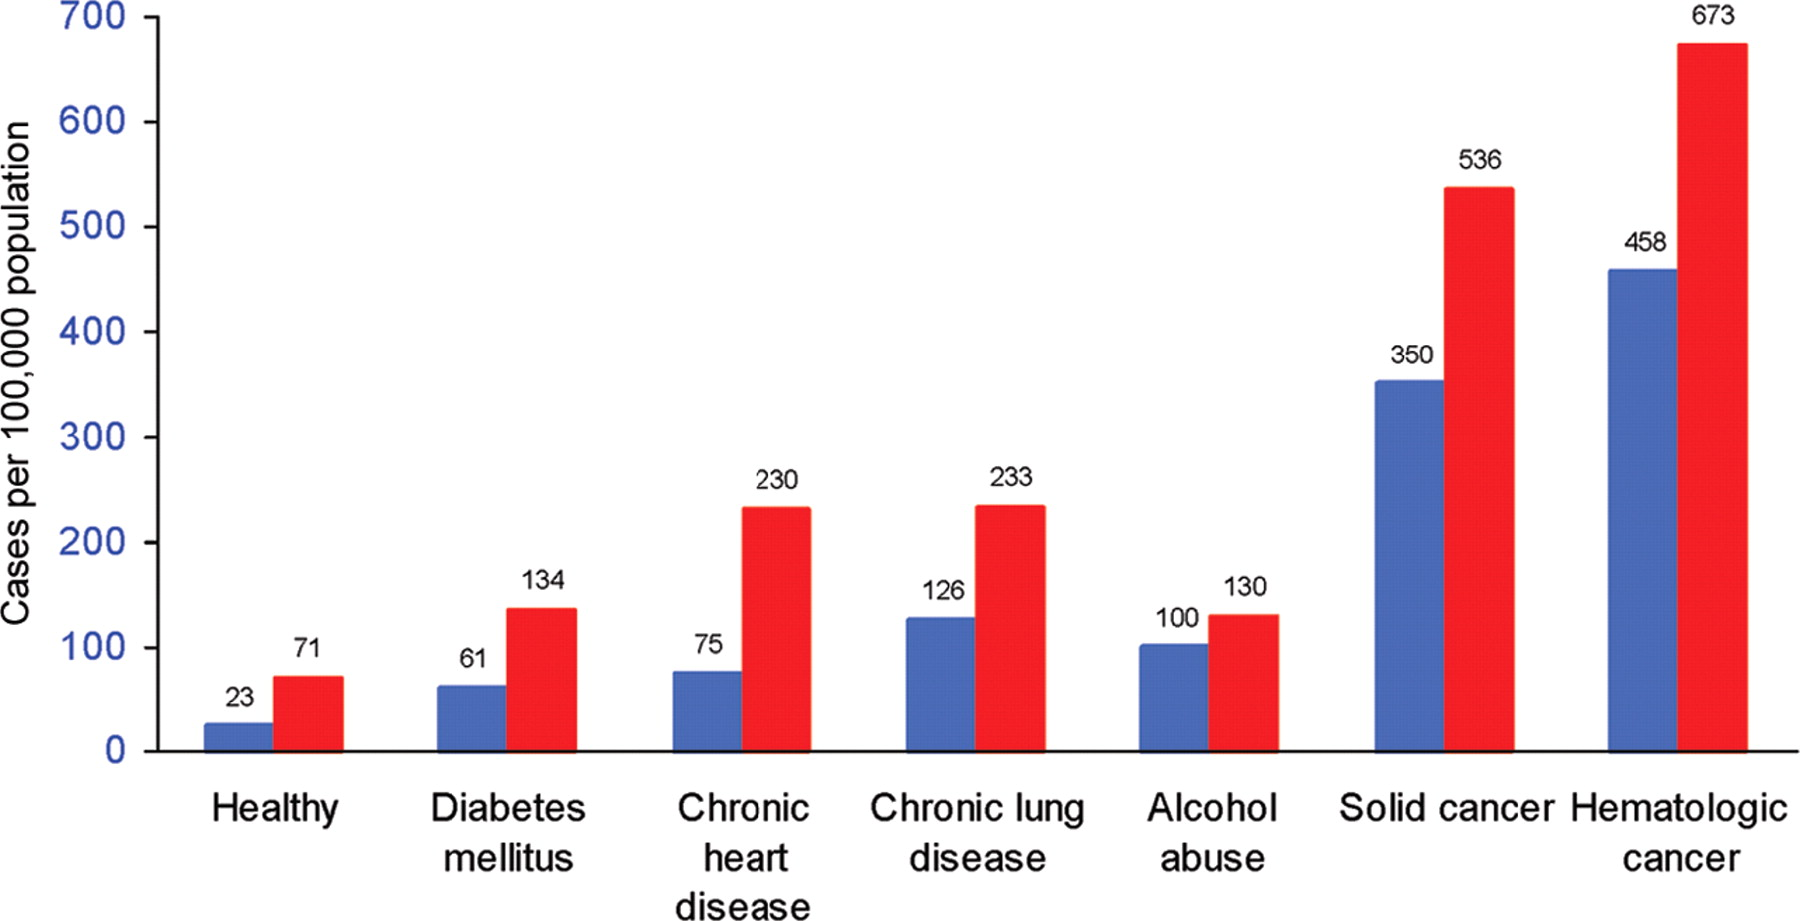 Cases per 100,000 population
700
600
500
400
300
200
100
0
23
71
61
134
75
230
126
233
100
130
350
536
458
673
Healthy
Diabetes
mellitus
Chronic
heart
disease
Chronic lung
disease
Alcohol
abuse
Solid cancer
Hematologic
cancer